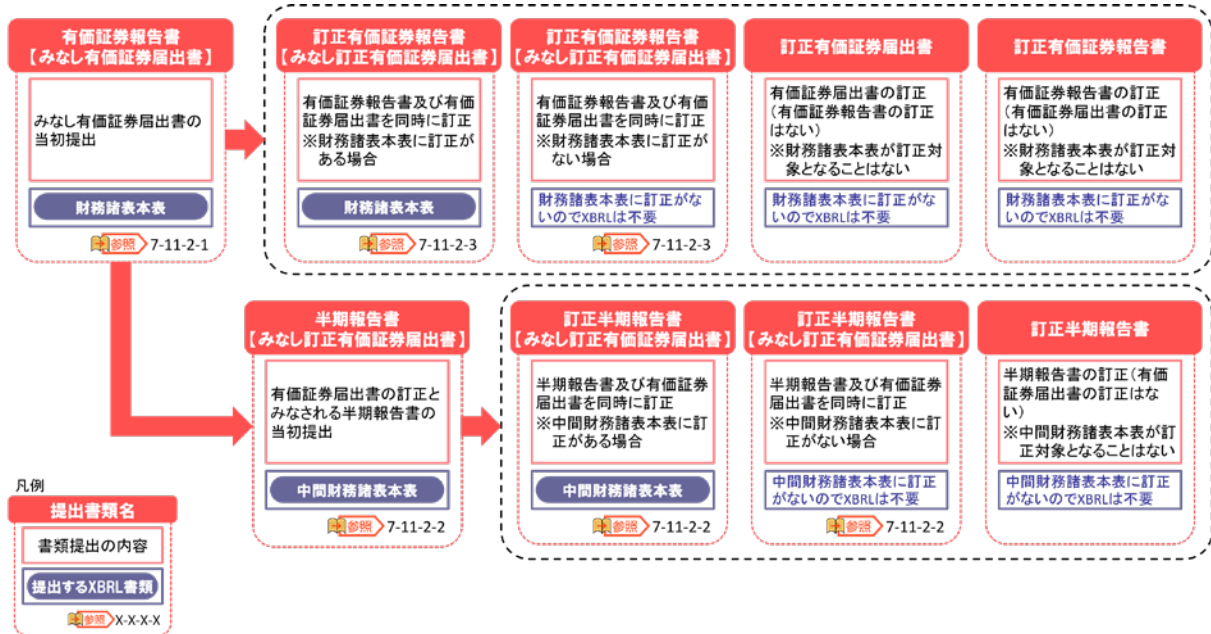 有価証券報告書
【みなし有価証券届出書】
みなし有価証券届出書の
当初提出
財務諸表本表
参照 7-11-2-1
訂正有価証券報告書
【みなし訂正有価証券届出書】
有価証券報告書及び有価
証券届出書を同時に訂正
※財務諸表本表に訂正が
ある場合
財務諸表本表
参照 7-11-2-3
訂正有価証券報告書
【みなし訂正有価証券届出書】
有価証券報告書及び有価
証券届出書を同時に訂正
※財務諸表本表に訂正が
ない場合
財務諸表本表に訂正がな
いのでXBRLは不要
参照 7-11-2-3
訂正有価証券届出書
有価証券届出書の訂正
(有価証券報告書の訂正
はない)
※財務諸表本表が訂正対
象となることはない
財務諸表本表に訂正がな
いのでXBRLは不要
訂正有価証券報告書
有価証券報告書の訂正
(有価証券届出書の訂正
はない)
※財務諸表本表が訂正対
象となることはない
財務諸表本表に訂正がな
いのでXBRLは不要
半期報告書
【みなし訂正有価証券届出書】
有価証券届出書の訂正と
みなされる半期報告書の
当初提出
中間財務諸表本表
参照 7-11-2-2
訂正半期報告書
【みなし訂正有価証券届出書】
半期報告書及び有価証券
届出書を同時に訂正
※中間財務諸表本表に訂
正がある場合
中間財務諸表本表
参照 7-11-2-2
訂正半期報告書
【みなし訂正有価証券届出書】
半期報告書及び有価証券
届出書を同時に訂正
※中間財務諸表本表に訂
正がない場合
中間財務諸表本表に訂正
がないのでXBRLは不要
参照 7-11-2-2
訂正半期報告書
半期報告書の訂正(有価
証券届出書の訂正はな
い)
※中間財務諸表本表が訂
正対象となることはない
中間財務諸表本表に訂正
がないのでXBRLは不要
凡例
提出書類名
書類提出の内容
提出するXBRL書類
参照 X-X-X-X